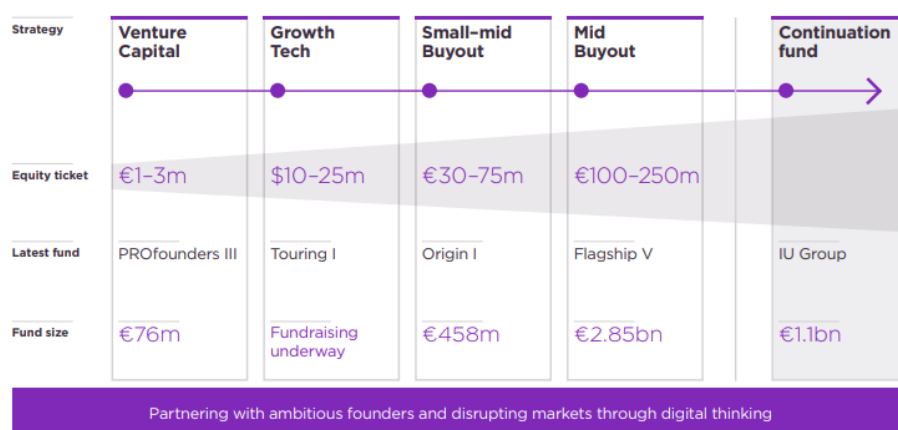 Strategy
Venture
Capital
Growth
Tech
Small–mid
Buyout
Mid
Buyout
Continuation
fund
Equity ticket
€1–3m
$10–25m
€30–75m
€100–250m
Latest fund
PROfounders III
Touring I
Origin I
Flagship V
IU Group
Fund size
€76m
Fundraising
underway
€458m
€2.85bn
€1.1bn
Partnering with ambitious founders and disrupting markets through digital thinking